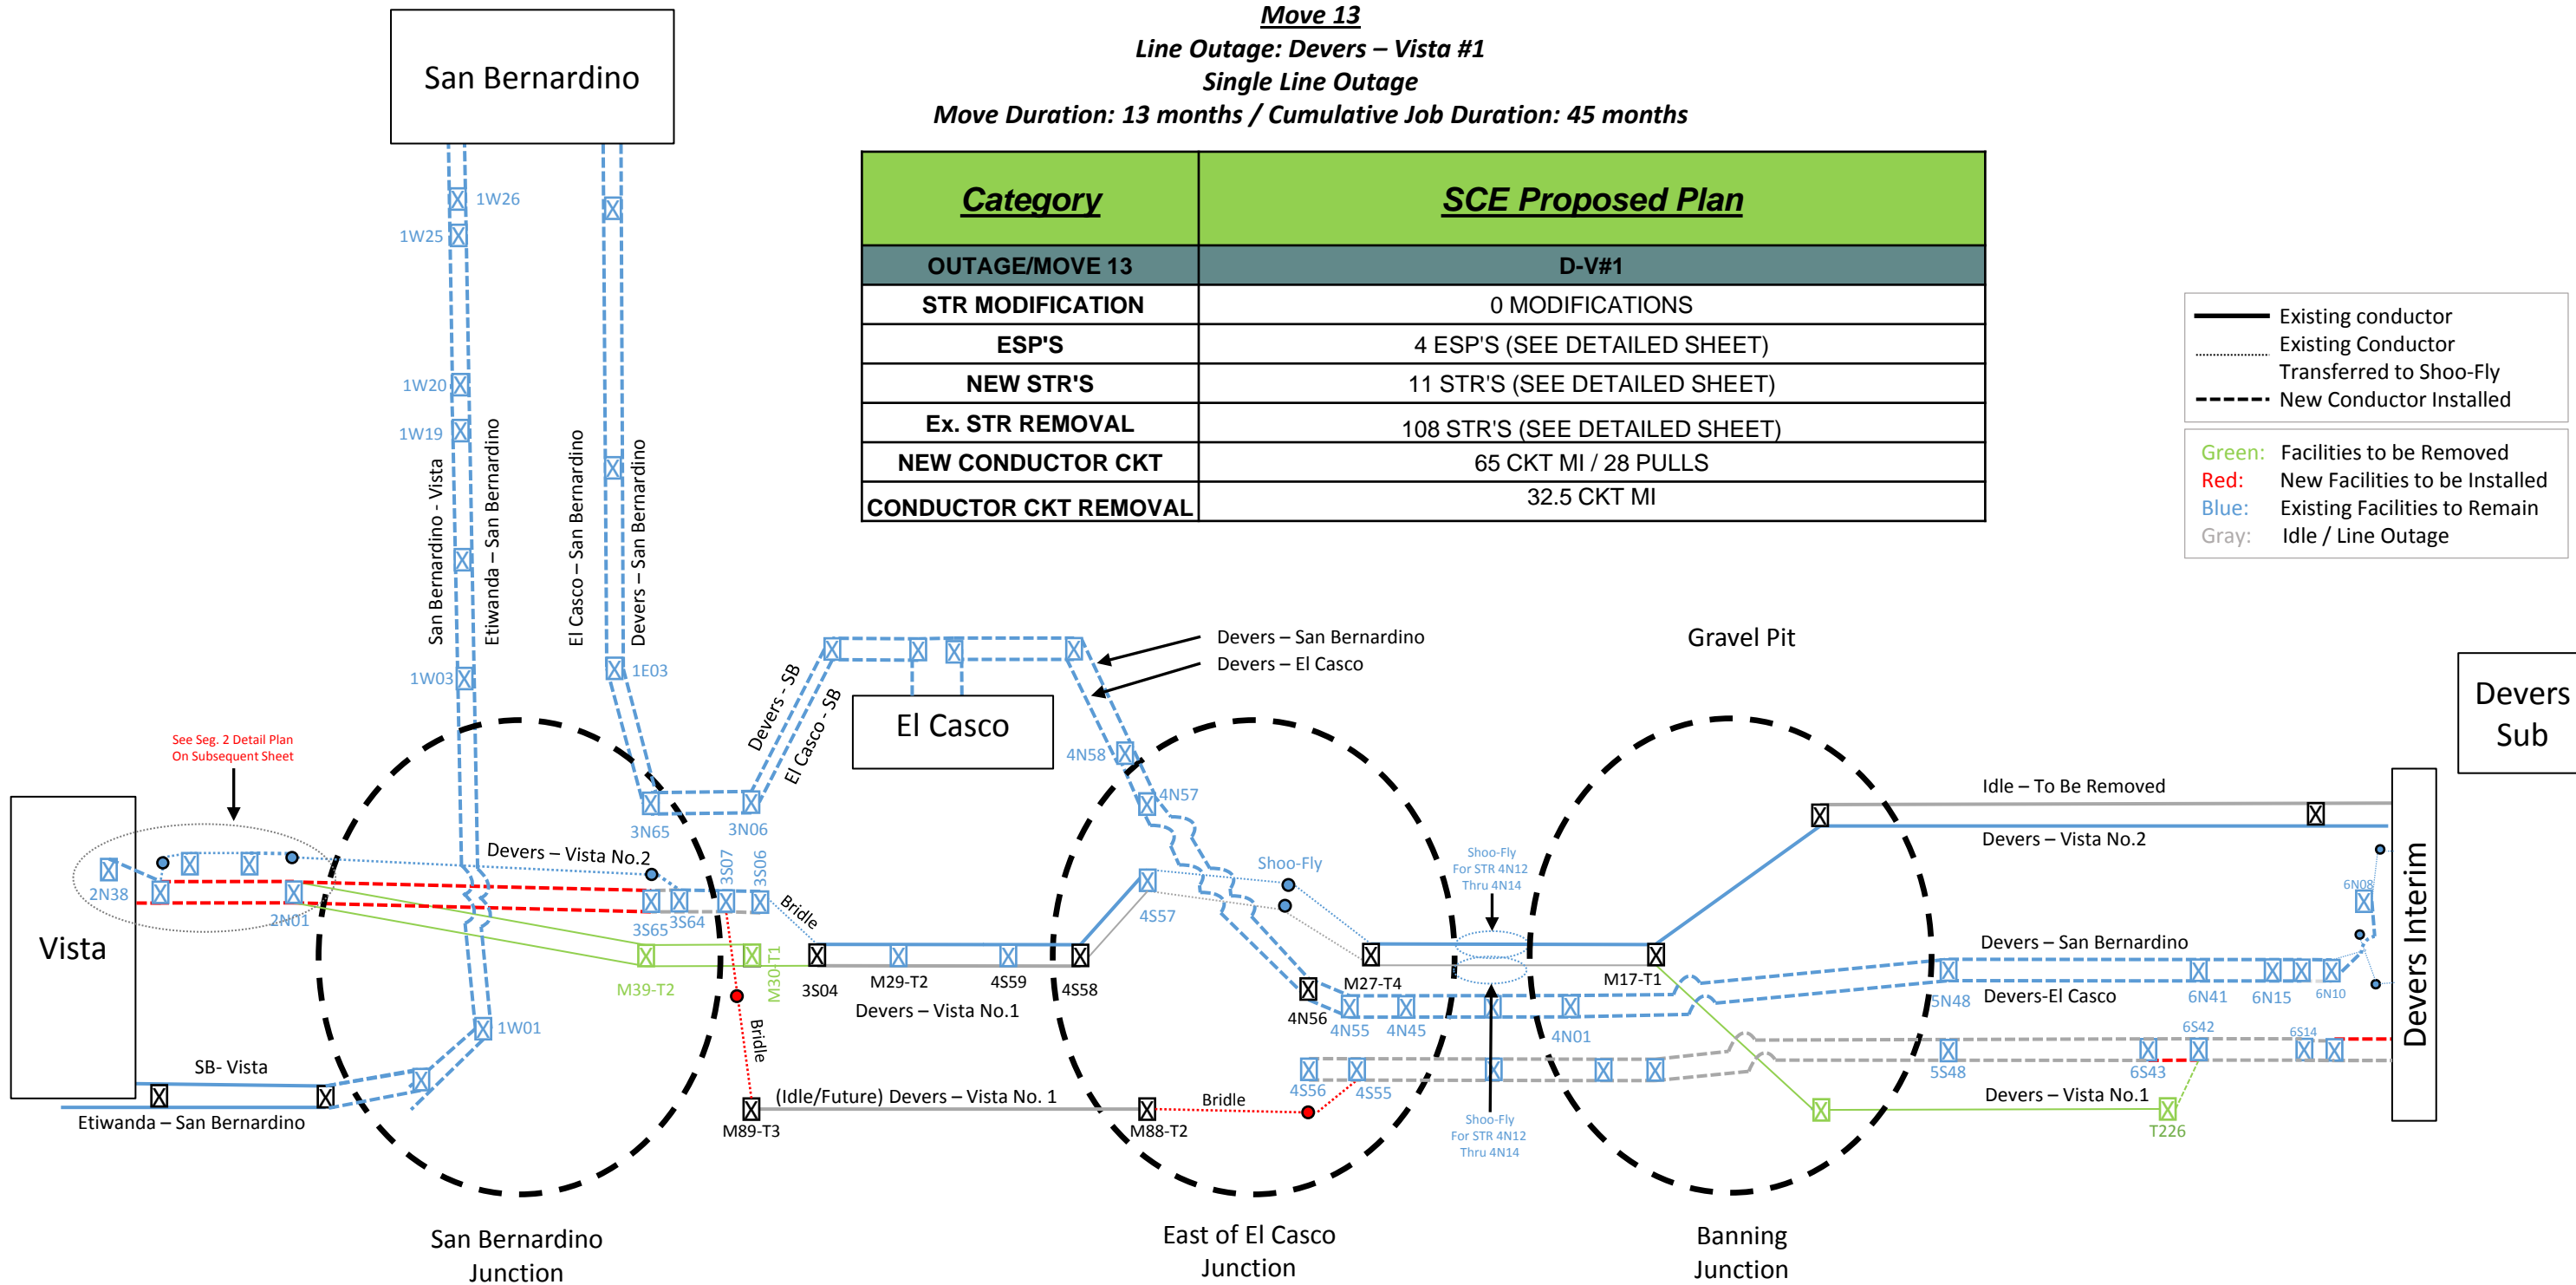 Move 13
Line Outage: Devers – Vista #1
Single Line Outage
Move Duration: 13 months / Cumulative Job Duration: 45 months
San Bernardino
Category
SCE Proposed Plan
OUTAGE/MOVE 13
D-V#1
STR MODIFICATION
0 MODIFICATIONS
ESP'S
4 ESP'S (SEE DETAILED SHEET)
NEW STR'S
11 STR'S (SEE DETAILED SHEET)
Ex. STR REMOVAL
108 STR'S (SEE DETAILED SHEET)
NEW CONDUCTOR CKT
65 CKT MI / 28 PULLS
CONDUCTOR CKT REMOVAL
32.5 CKT MI
Existing conductor
Existing Conductor
Transferred to Shoo-Fly
New Conductor Installed
Green: Facilities to be Removed
Red: New Facilities to be Installed
Blue: Existing Facilities to Remain
Gray: Idle / Line Outage
1W26
1W25
1W20
1W19
San Bernardino - Vista
Etiwanda – San Bernardino
El Casco – San Bernardino
Devers – San Bernardino
1W03
1E03
Devers - SB
El Casco - SB
El Casco
Devers – San Bernardino
Devers – El Casco
Gravel Pit
Devers
Sub
See Seg. 2 Detail Plan
On Subsequent Sheet
4N58
4N57
3N65
3N06
Devers – Vista No.2
3S07
3S06
Bridle
2N38
2N01
3S65
3S64
Vista
M39-T2
M30-T1
3S04
M29-T2
4S59
4S58
Devers – Vista No.1
4S57
Shoo-Fly
Shoo-Fly
For STR 4N12
Thru 4N14
M27-T4
M17-T1
Idle – To Be Removed
Devers – Vista No.2
6N08
Devers Interim
Devers – San Bernardino
5N48
Devers-El Casco
6N41
6N15
6N10
4N56
4N55
4N45
4N01
1W01
Bridle
SB- Vista
Etiwanda – San Bernardino
M89-T3
(Idle/Future) Devers – Vista No. 1
M88-T2
Bridle
4S56
4S55
Shoo-Fly
For STR 4N12
Thru 4N14
5S48
6S43
6S42
6S14
Devers – Vista No.1
T226
San Bernardino
Junction
East of El Casco
Junction
Banning
Junction